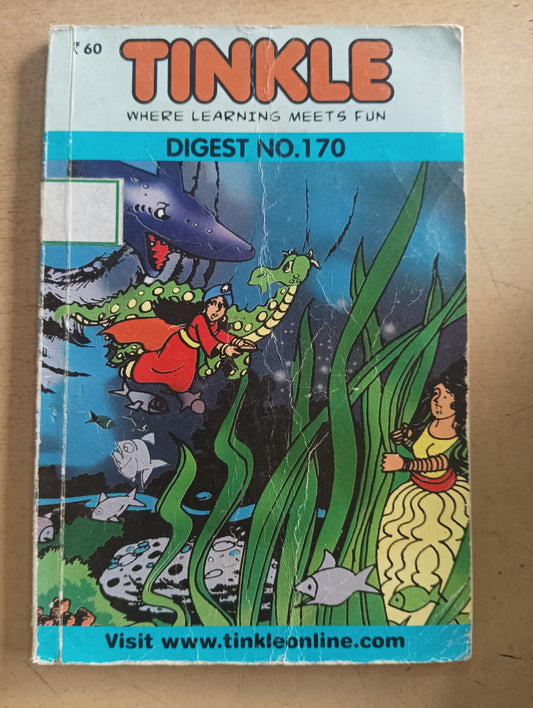 ₹ 60
TINKLE
WHERE LEARNING MEETS FUN
DIGEST NO.170
Visit www.tinkleonline.com